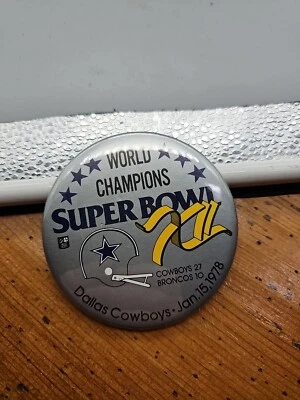 WORLD
CHAMPIONS
SUPER BOWL
XII
COWBOYS 27
BRONCOS 10
Dallas Cowboys • Jan. 15, 1978